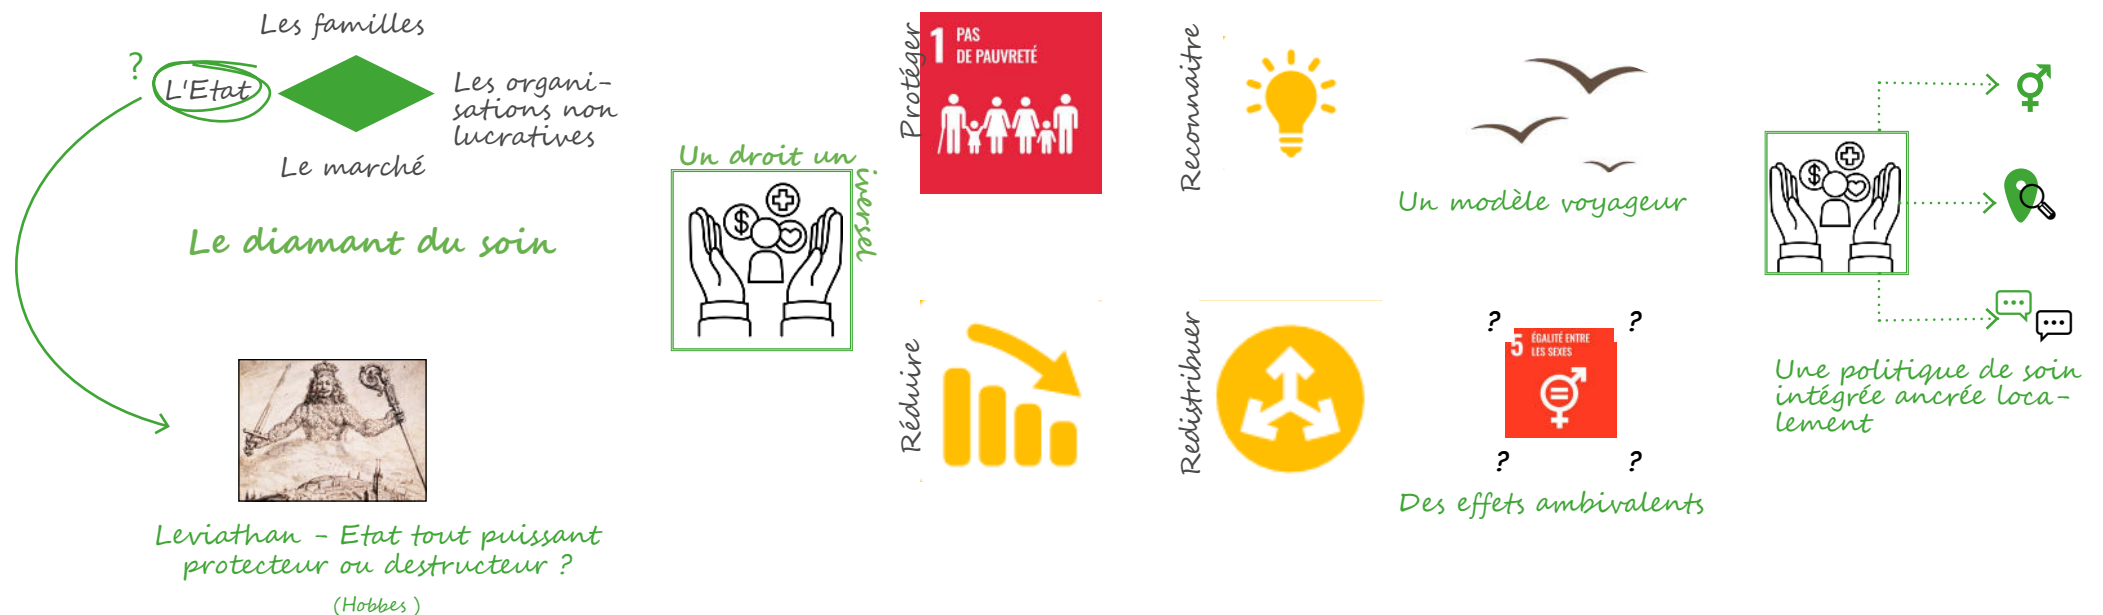 Les familles
?
L'Etat
Les organi-
sations non
lucratives
Le marché
Le diamant du soin
Leviathan - Etat tout puissant
protecteur ou destructeur ?
(Hobbes )
Un droit un
iversel
$
Protéger
1 PAS
DE PAUVRETÉ
Reconnaitre
Réduire
Redistribuer
Un modèle voyageur
? ?
5 ÉGALITÉ ENTRE
LES SEXES
? ?
Des effets ambivalents
$
Une politique de soin
intégrée ancrée loca-
lement